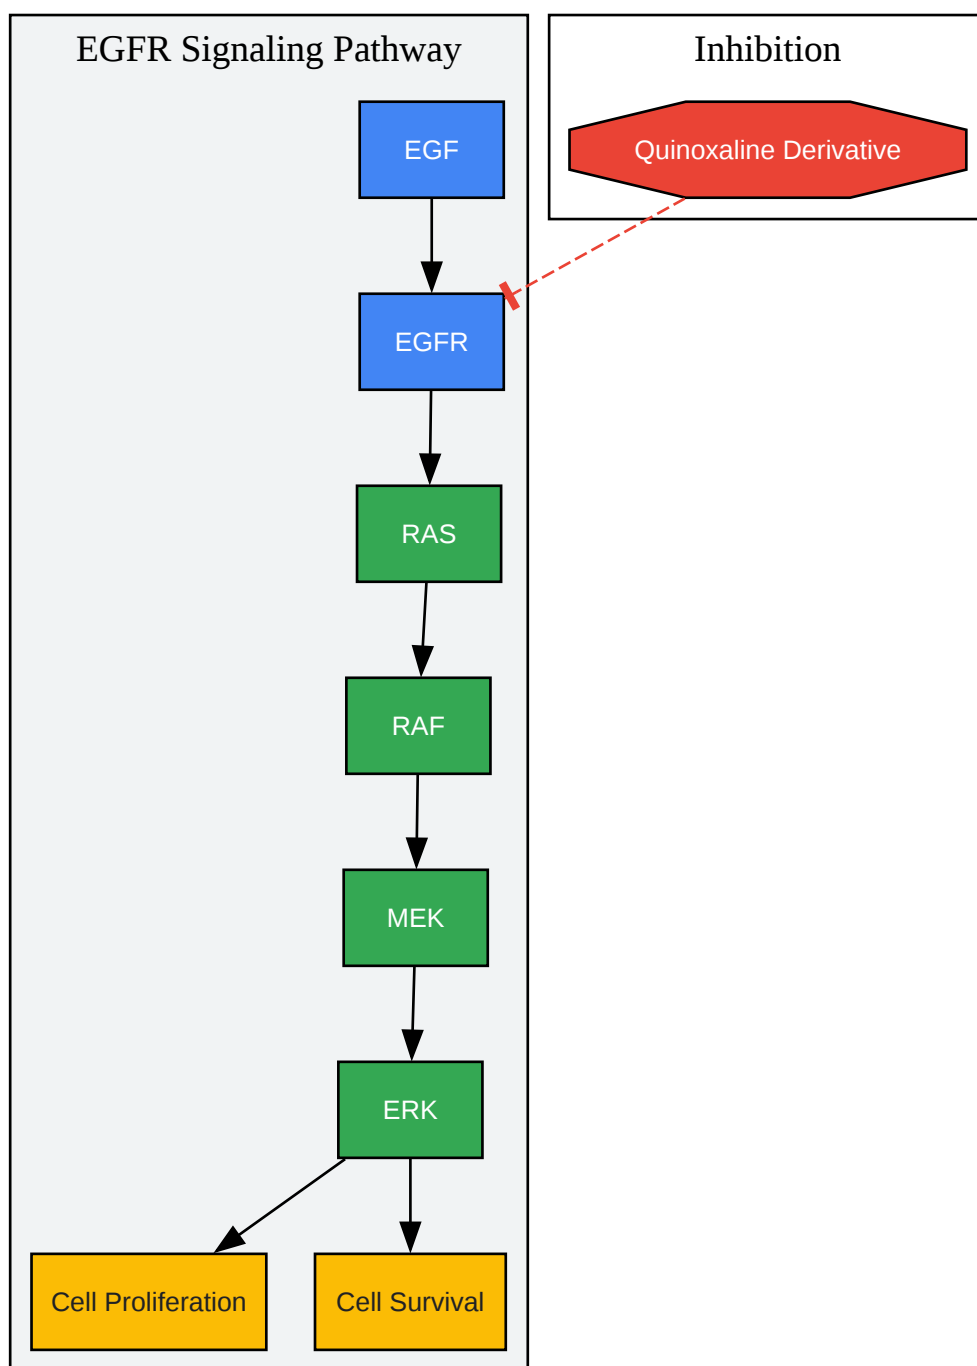 EGFR Signaling Pathway
Inhibition
EGF
Quinoxaline Derivative
EGFR
RAS
RAF
MEK
ERK
Cell Proliferation
Cell Survival